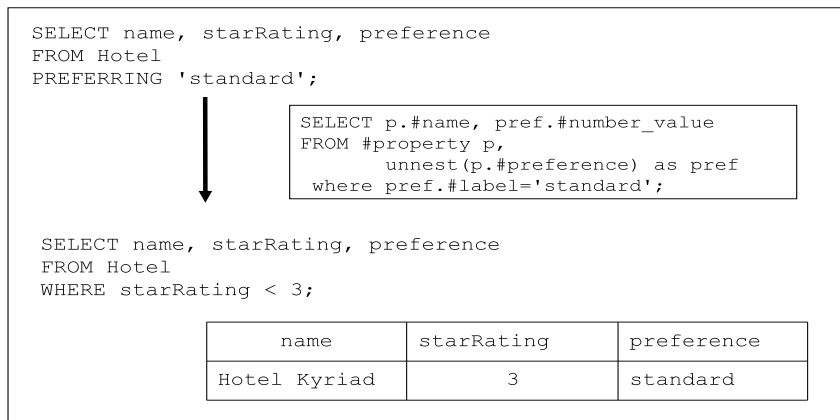 SELECT name, starRating, preference
FROM Hotel
PREFERRING 'standard';
SELECT p.#name, pref.#number_value
FROM #property p,
unnest(p.#preference) as pref
where pref.#label='standard';
SELECT name, starRating, preference
FROM Hotel
WHERE starRating < 3;
name starRating preference
Hotel Kyriad 3 standard